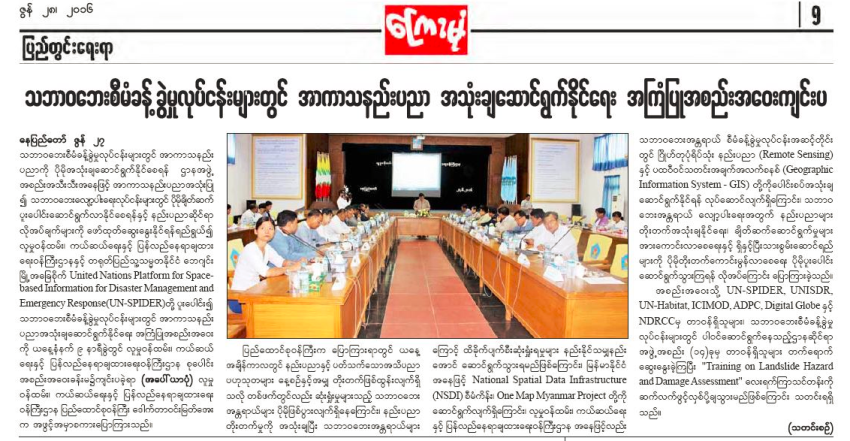 ဇွန် ၂၈၊ ၂၀၁၆
ကြေးမုံ
၅
ပြည်တွင်းရေးရာ
သဘာဝဘေးစီမံခန့်ခွဲမှုလုပ်ငန်းများတွင် အာကာသနည်းပညာ အသုံးချဆောင်ရွက်နိုင်ရေး အကြံပြုအစည်းအဝေးကျင်းပ
နေပြည်တော် ဇွန် ၂၇
သဘာဝဘေးစီမံခန့်ခွဲမှုလုပ်ငန်းများတွင် အာကာသနည်း
ပညာကို ပိုမိုအသုံးချဆောင်ရွက်နိုင်စေရန် ဌာနအဖွဲ့
အစည်းအသီးသီးအနေဖြင့် အာကာသနည်းပညာအသုံးပြု
၍ သဘာဝဘေးလျော့ပါးရေးလုပ်ငန်းများတွင် ပိုမိုချိတ်ဆက်
ပူးပေါင်းဆောင်ရွက်လာနိုင်စေရန်နှင့် နည်းပညာဆိုင်ရာ
လိုအပ်ချက်များကို ဖော်ထုတ်ဆွေးနွေးနိုင်ရန်ရည်ရွယ်၍
လူမှုဝန်ထမ်း၊ ကယ်ဆယ်ရေးနှင့် ပြန်လည်နေရာချထား
ရေးဝန်ကြီးဌာနနှင့် တရုတ်ပြည်သူ့သမ္မတနိုင်ငံ ဘေဂျင်း
မြို့အခြေစိုက် United Nations Platform for Space-
based Information for Disaster Management and
Emergency Response(UN-SPIDER)တို့ ပူးပေါင်း၍
သဘာဝဘေးစီမံခန့်ခွဲမှုလုပ်ငန်းများတွင် အာကာသနည်း
ပညာအသုံးချဆောင်ရွက်နိုင်ရေး အကြံပြုအစည်းအဝေး
ကို ယနေ့နံနက် ၉ နာရီခွဲတွင် လူမှုဝန်ထမ်း၊ ကယ်ဆယ်
ရေးနှင့် ပြန်လည်နေရာချထားရေးဝန်ကြီးဌာန စုပေါင်း
အစည်းအဝေးခန်းမ၌ကျင်းပခဲ့ရာ (အပေါ်ယာပုံ) လူမှု
ဝန်ထမ်း၊ ကယ်ဆယ်ရေးနှင့် ပြန်လည်နေရာချထားရေး
ဝန်ကြီးဌာန ပြည်ထောင်စုဝန်ကြီး ဒေါက်တာဝင်းမြတ်အေး
က အဖွင့်အမှာစကားပြောကြားသည်။
ပြည်ထောင်စုဝန်ကြီးက ပြောကြားရာတွင် ယနေ့
အချိန်ကာလတွင် နည်းပညာနှင့် ပတ်သက်သောအသိပညာ
ဗဟုသုတများ နေ့စဉ်နှင့်အမျှ တိုးတက်ဖြစ်ထွန်းလျက်ရှိ
သလို တစ်ဖက်တွင်လည်း ဆုံးရှုံးမှုများသည့် သဘာဝဘေး
အန္တရာယ်များ ပိုမိုဖြစ်ပွားလျက်ရှိနေကြောင်း၊ နည်းပညာ
တိုးတက်မှုကို အသုံးချပြီး သဘာဝဘေးအန္တရာယ်များ
ကြောင့် ထိခိုက်ပျက်စီးဆုံးရှုံးရမှုများ နည်းနိုင်သမျှနည်း
အောင် ဆောင်ရွက်သွားရမည်ဖြစ်ကြောင်း၊ မြန်မာနိုင်ငံ
အနေဖြင့် National Spatial Data Infrastructure
(NSDI) စီမံကိန်း၊ One Map Myanmar Project တို့ကို
ဆောင်ရွက်လျက်ရှိကြောင်း၊ လူမှုဝန်ထမ်း၊ ကယ်ဆယ်ရေး
နှင့် ပြန်လည်နေရာချထားရေးဝန်ကြီးဌာန အနေဖြင့်လည်း
သဘာဝဘေးအန္တရာယ် စီမံခန့်ခွဲမှုလုပ်ငန်းအဆင့်တိုင်း
တွင် ဂြိုဟ်တုပုံရိပ်သုံး နည်းပညာ (Remote Sensing)
နှင့် ပထဝီဝင်သတင်းအချက်အလက်စနစ် (Geographic
Information System - GIS) တို့ကိုပေါင်းစပ်အသုံးချ
ဆောင်ရွက်နိုင်ရန် လုပ်ဆောင်လျက်ရှိကြောင်း၊ သဘာဝ
ဘေးအန္တရာယ် လျော့ပါးရေးအတွက် နည်းပညာများ
တိုးတက်အသုံးချနိုင်ရေး၊ ချိတ်ဆက်ဆောင်ရွက်မှုများ
အားကောင်းလာစေရေးနှင့် ရှိနှင့်ပြီးသားစွမ်းဆောင်ရည်
များကို ပိုမိုတိုးတက်ကောင်းမွန်လာစေရေး ပိုမိုပူးပေါင်း
ဆောင်ရွက်သွားကြရန် လိုအပ်ကြောင်း ပြောကြားခဲ့သည်။
အစည်းအဝေးသို့ UN-SPIDER, UNISDR,
UN-Habitat, ICIMOD, ADPC, Digital Globe နှင့်
NDRCCမှ တာဝန်ရှိသူများ၊ သဘာဝဘေးစီမံခန့်ခွဲမှု
လုပ်ငန်းများတွင် ပါဝင်ဆောင်ရွက်နေသည့်ဌာနဆိုင်ရာ
အဖွဲ့အစည်း (၁၄)ခုမှ တာဝန်ရှိသူများ တက်ရောက်
ဆွေးနွေးခဲ့ကြပြီး "Training on Landslide Hazard
and Damage Assessment" လေ့ကျင့်ရေးသင်တန်းကို
ဆက်လက်ဖွင့်လှစ်ပို့ချသွားမည်ဖြစ်ကြောင်း သတင်းရရှိ
သည်။
(သတင်းစဉ်)